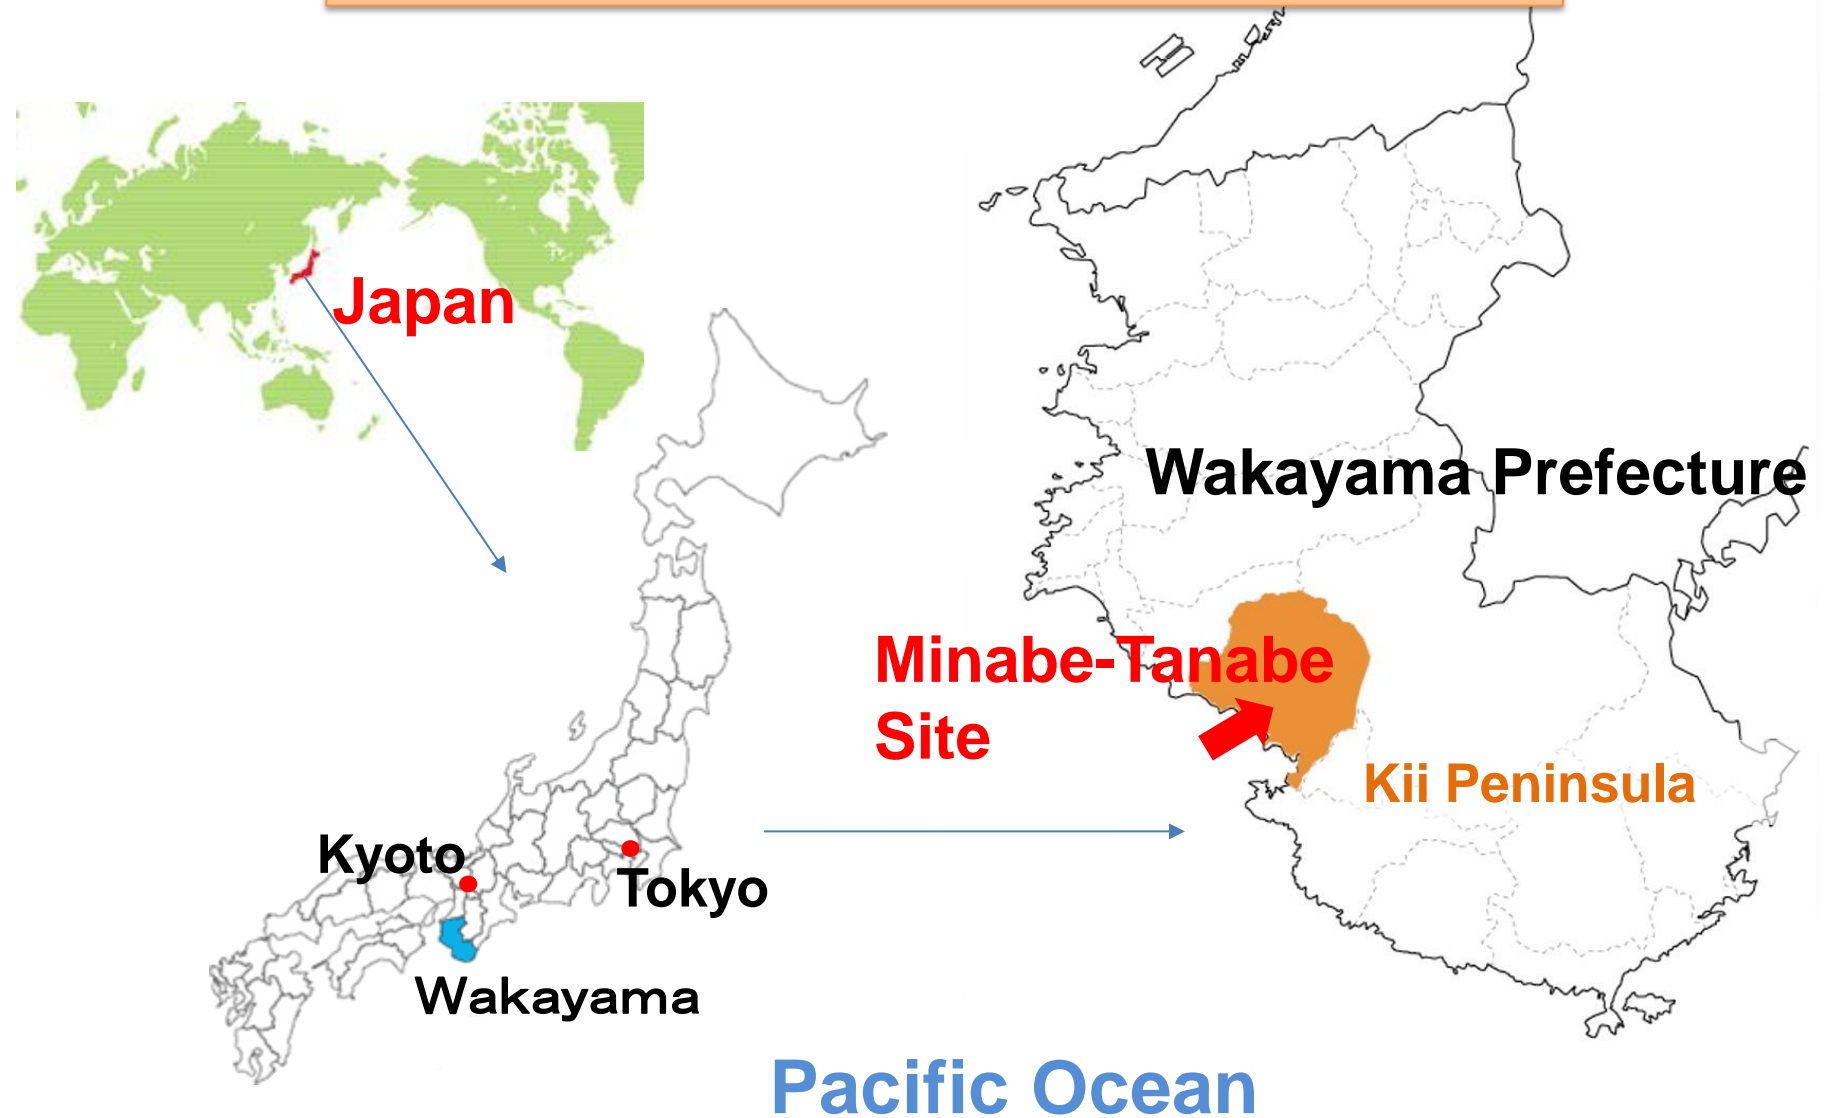 Japan
Wakayama Prefecture
Minabe-Tanabe
Site
Kii Peninsula
Kyoto
Tokyo
Wakayama
Pacific Ocean